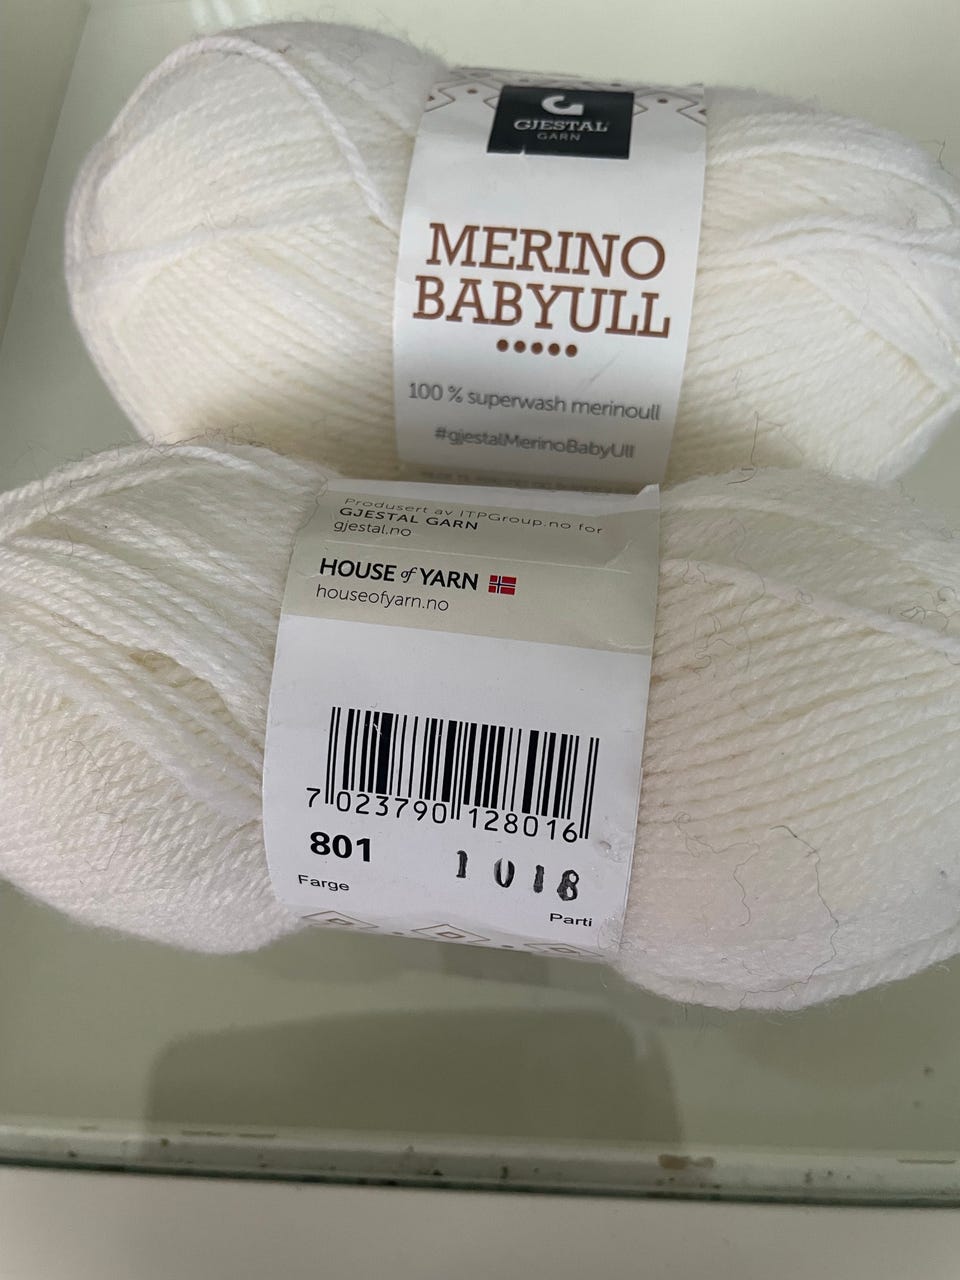 GJESTAL
GARN
MERINO
BABYULL
100 % superwash merinoull
#gjestalMerinoBabyUll
Produsert av ITPGroup.no for
GJESTAL GARN
gjestal.no
HOUSE of YARN
houseofyarn.no
7 023790 128016
801
1018
Farge
Parti